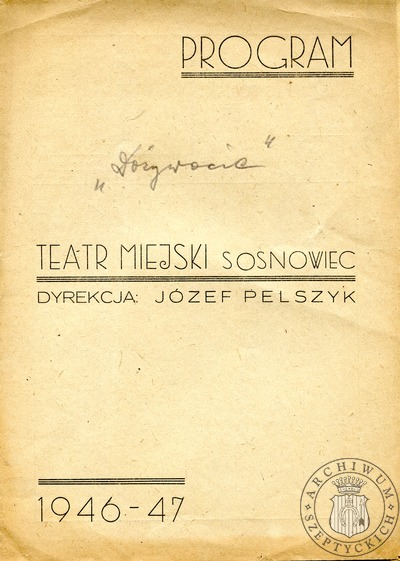 PROGRAM
„Dożywocie"
TEATR MIEJSKI SOSNOWIEC
DYREKCJA: JÓZEF PELSZYK
1946-47
ARCHIWUM SZEPTYCKICH